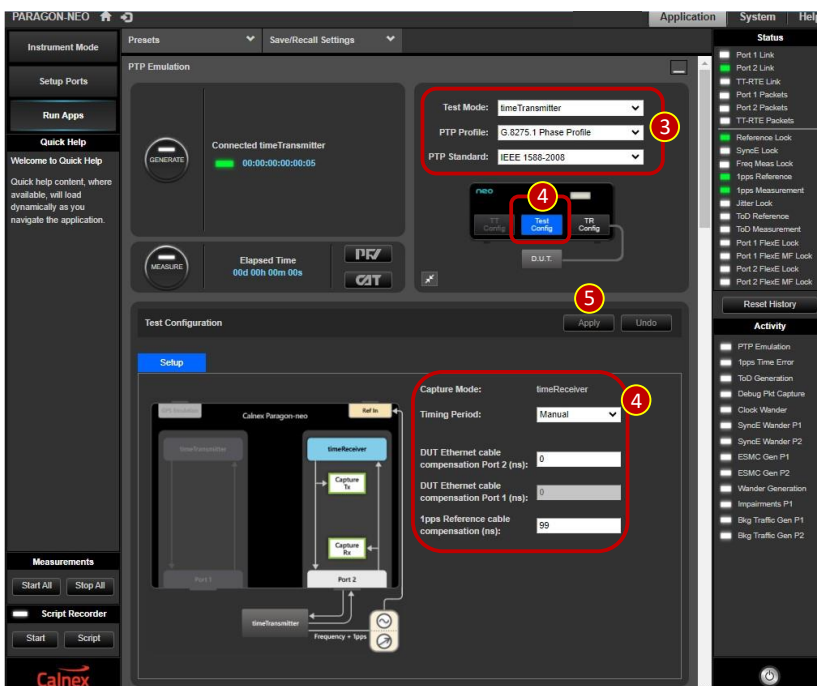 PARAGON-NEO
Application System Help
Instrument Mode
Setup Ports
Run Apps
Quick Help
Welcome to Quick Help
Quick help content, where
available, will load
dynamically as you
navigate the application.
Measurements
Start All Stop All
Script Recorder
Start Script
Calnex
Presets Save/Recall Settings
PTP Emulation
GENERATE
Connected timeTransmitter
00:00:00:00:00:05
MEASURE
Elapsed Time
00d 00h 00m 00s
PFV
CAT
Test Mode: timeTransmitter
PTP Profile: G.8275.1 Phase Profile
PTP Standard: IEEE 1588-2008
3
neo
4
TT
Config
Test
Config
TR
Config
D.U.T.
5
Test Configuration
Apply Undo
Setup
Calnex Paragon-neo
Ref In
timeTransmitter
timeReceiver
Capture
Tx
Capture
Rx
Port 1
Port 2
timeTransmitter
Frequency + 1pps
Capture Mode: timeReceiver
4
Timing Period: Manual
DUT Ethernet cable
compensation Port 2 (ns): 0
DUT Ethernet cable
compensation Port 1 (ns): 0
1pps Reference cable
compensation (ns): 99
Status
Port 1 Link
Port 2 Link
TT-RTE Link
Port 1 Packets
Port 2 Packets
TT-RTE Packets
Reference Lock
SyncE Lock
Freq Meas Lock
1pps Reference
1pps Measurement
Jitter Lock
ToD Reference
ToD Measurement
Port 1 FlexE Lock
Port 1 FlexE MF Lock
Port 2 FlexE Lock
Port 2 FlexE MF Lock
Reset History
Activity
PTP Emulation
1pps Time Error
ToD Generation
Debug Pkt Capture
Clock Wander
SyncE Wander P1
SyncE Wander P2
ESMC Gen P1
ESMC Gen P2
Wander Generation
Impairments P1
Bkg Traffic Gen P1
Bkg Traffic Gen P2